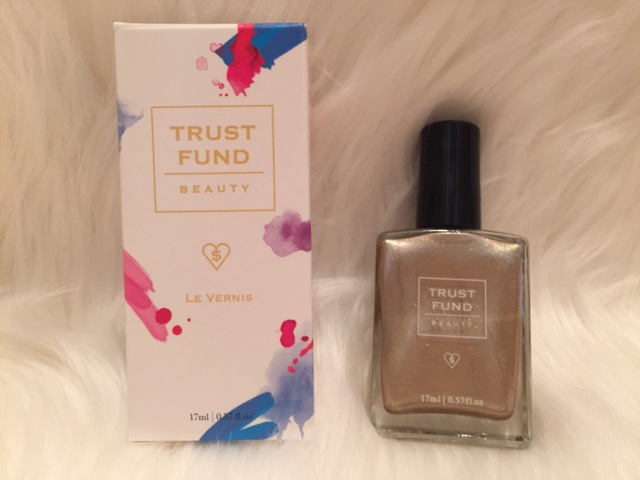 TRUST
FUND
BEAUTY
$
LE VERNIS
17ml | 0.57 fl oz
TRUST
FUND
BEAUTY
$
17ml | 0.57fl.oz